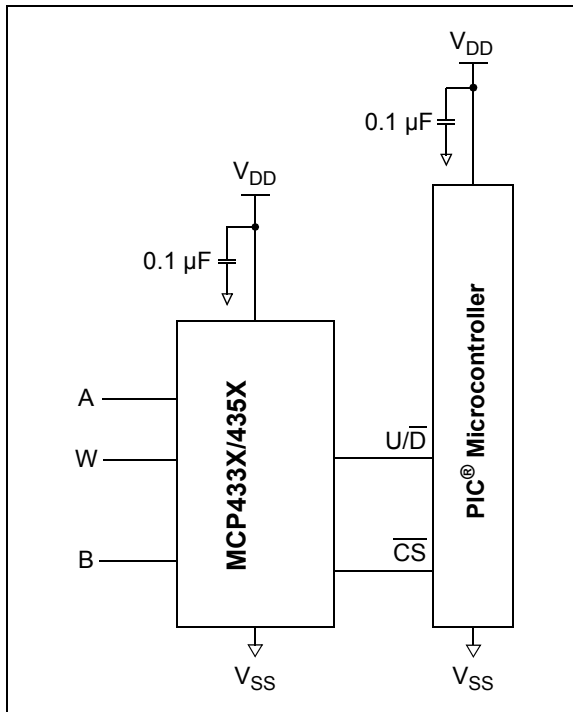 V_DD
0.1 µF
V_DD
0.1 µF
A
W
B
MCP433X/435X
U/D̅
C̅S̅
PIC® Microcontroller
V_SS
V_SS